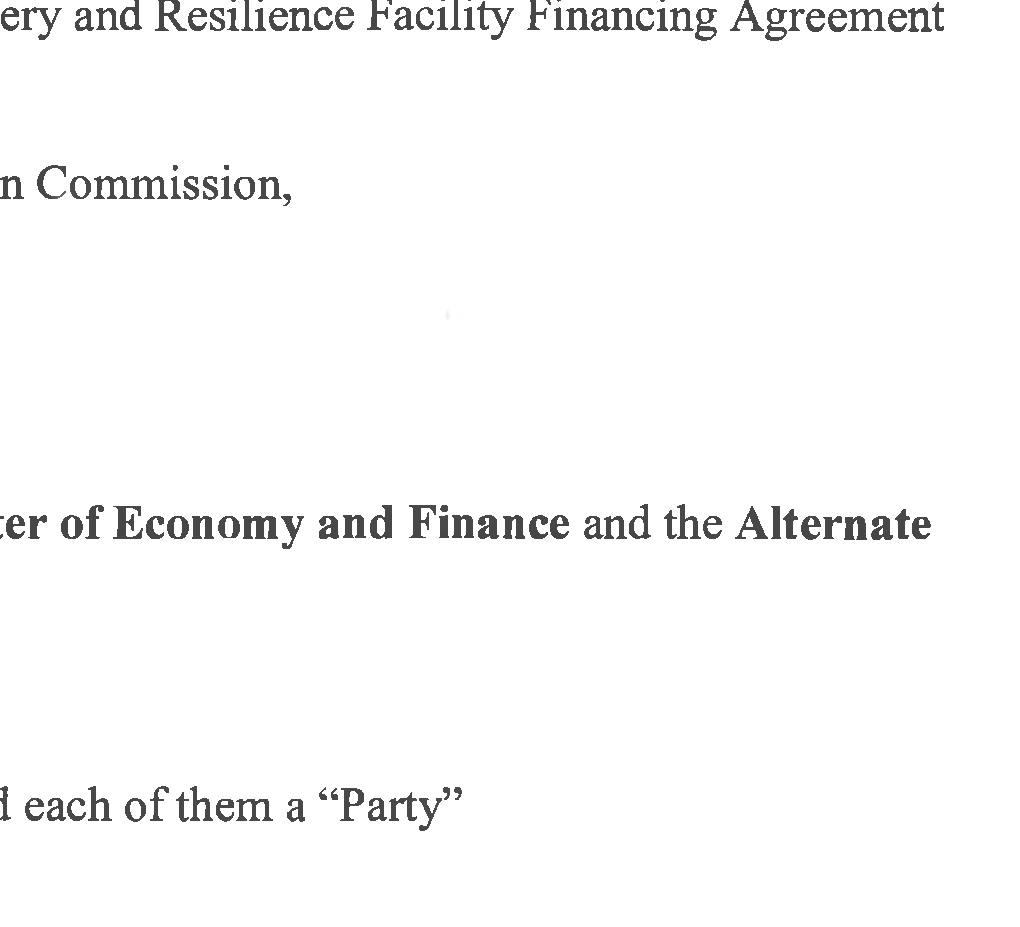 ery and Resilience Facility Financing Agreement
n Commission,
ter of Economy and Finance and the Alternate
d each of them a “Party”